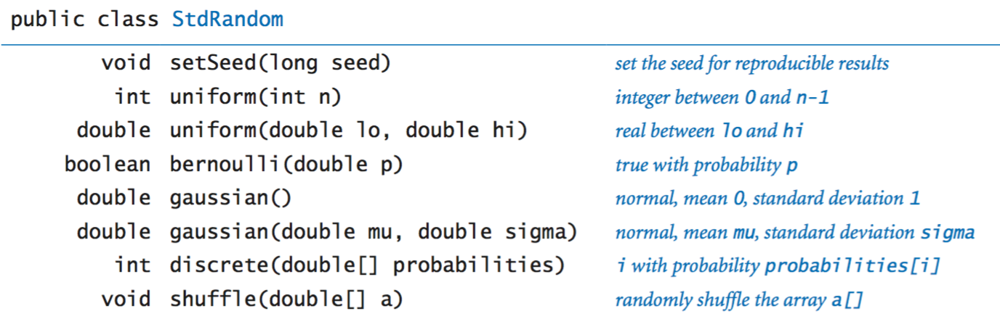 public class StdRandom
void setSeed(long seed) set the seed for reproducible results
int uniform(int n) integer between 0 and n-1
double uniform(double lo, double hi) real between lo and hi
boolean bernoulli(double p) true with probability p
double gaussian() normal, mean 0, standard deviation 1
double gaussian(double mu, double sigma) normal, mean mu, standard deviation sigma
int discrete(double[] probabilities) i with probability probabilities[i]
void shuffle(double[] a) randomly shuffle the array a[]